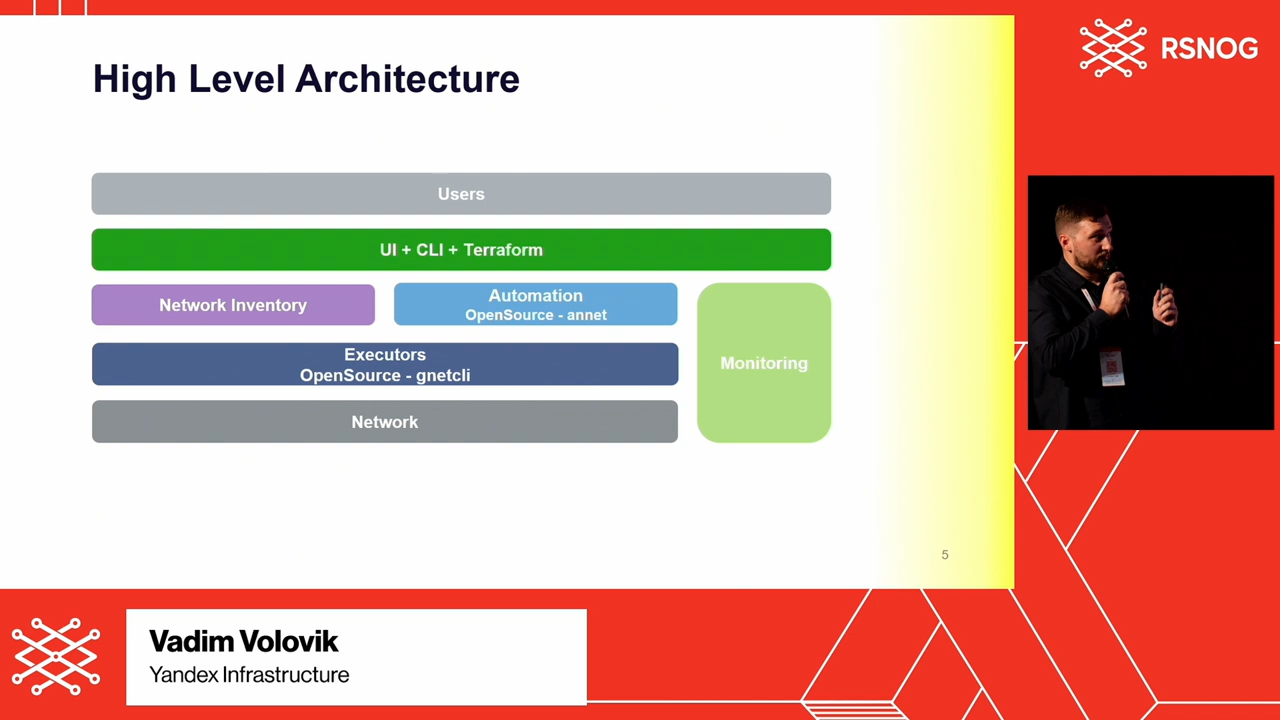 High Level Architecture
RSNOG
Users
UI + CLI + Terraform
Network Inventory
Automation
OpenSource - annet
Executors
OpenSource - gnetcli
Monitoring
Network
5
Vadim Volovik
Yandex Infrastructure